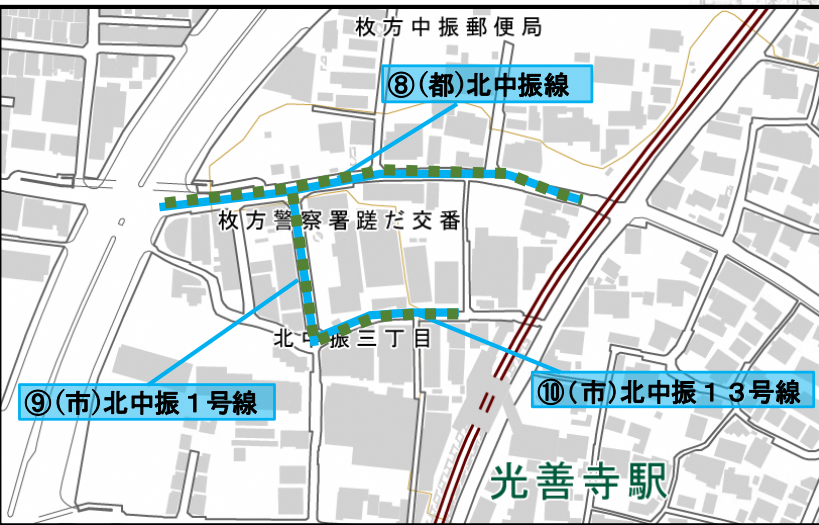 枚方中振郵便局
⑧(都)北中振線
枚方警察署蹉だ交番
北中振三丁目
⑨(市)北中振１号線
⑩(市)北中振１３号線
光善寺駅